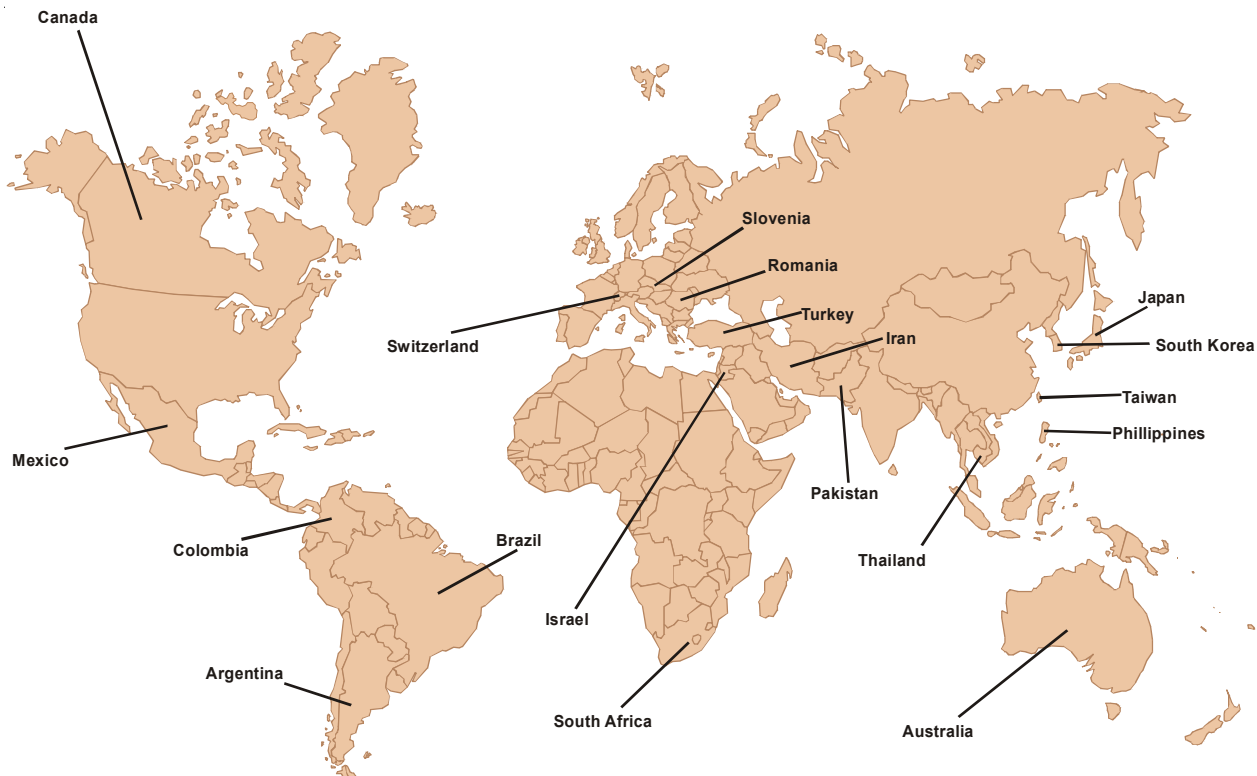 Canada
Slovenia
Romania
Japan
Turkey
Iran
South Korea
Switzerland
Taiwan
Phillippines
Mexico
Pakistan
Colombia
Brazil
Thailand
Israel
Argentina
South Africa
Australia